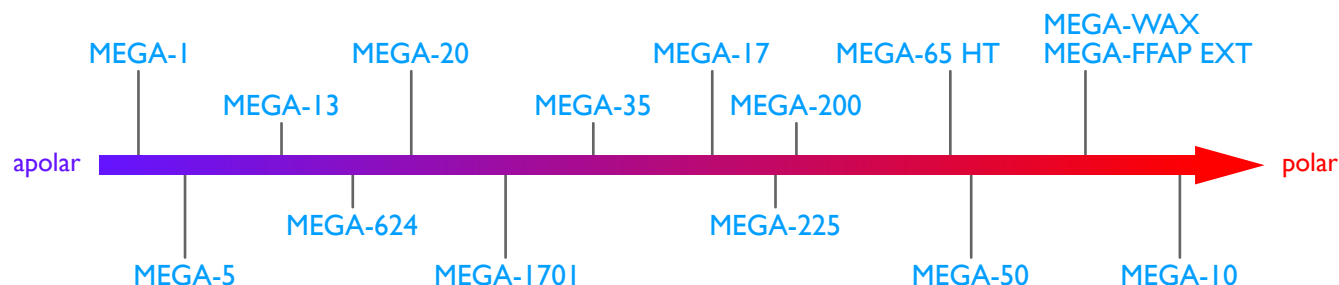 MEGA-WAX
MEGA-1
MEGA-20
MEGA-17
MEGA-65 HT
MEGA-FFAP EXT
MEGA-13
MEGA-35
MEGA-200
apolar
polar
MEGA-624
MEGA-225
MEGA-5
MEGA-1701
MEGA-50
MEGA-10